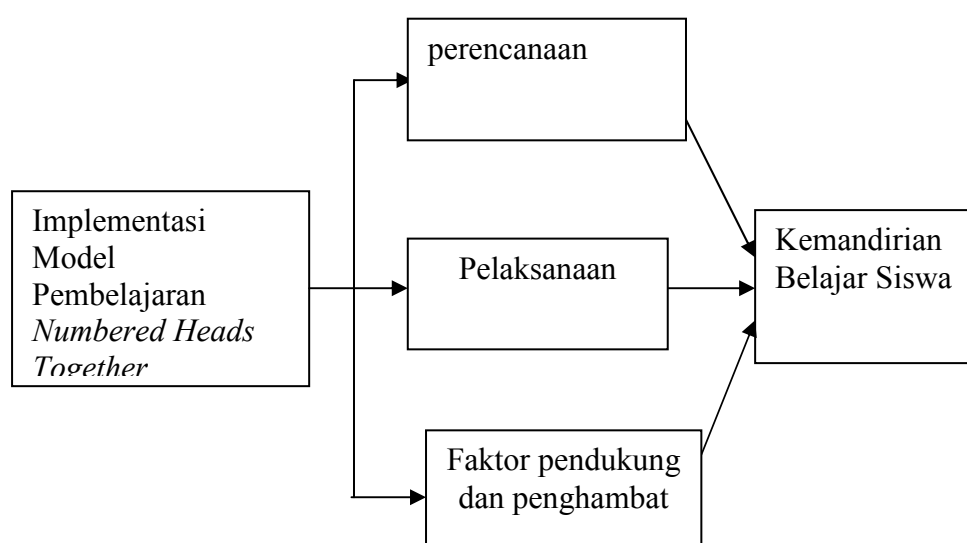 perencanaan
Implementasi
Model
Pembelajaran
Numbered Heads
Together
Pelaksanaan
Kemandirian
Belajar Siswa
Faktor pendukung
dan penghambat